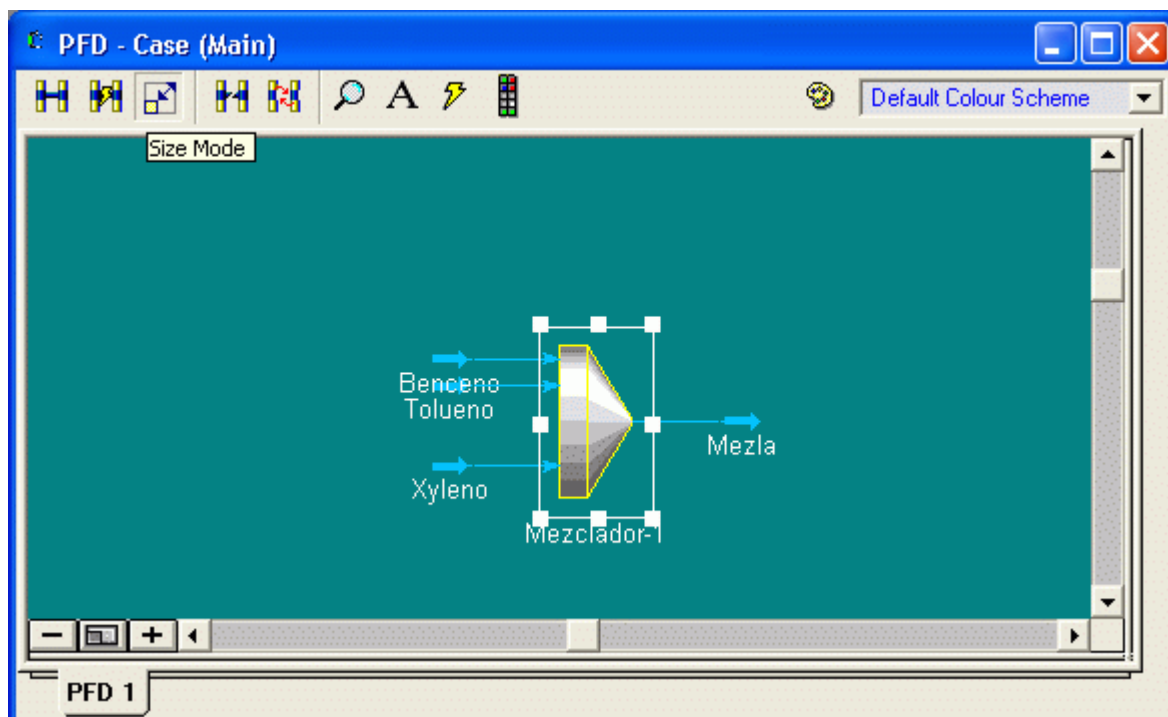 PFD - Case (Main)
A
Default Colour Scheme
Size Mode
Benceno
Tolueno
Mezla
Xyleno
Mezclador-1
PFD 1